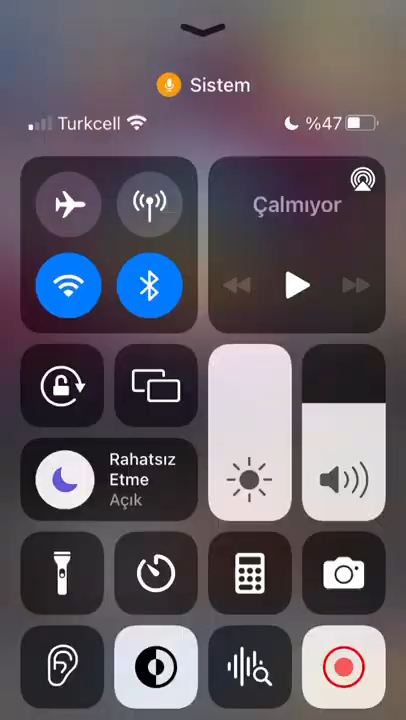 Sistem
Turkcell
%47
Çalmıyor
Rahatsız
Etme
Açık